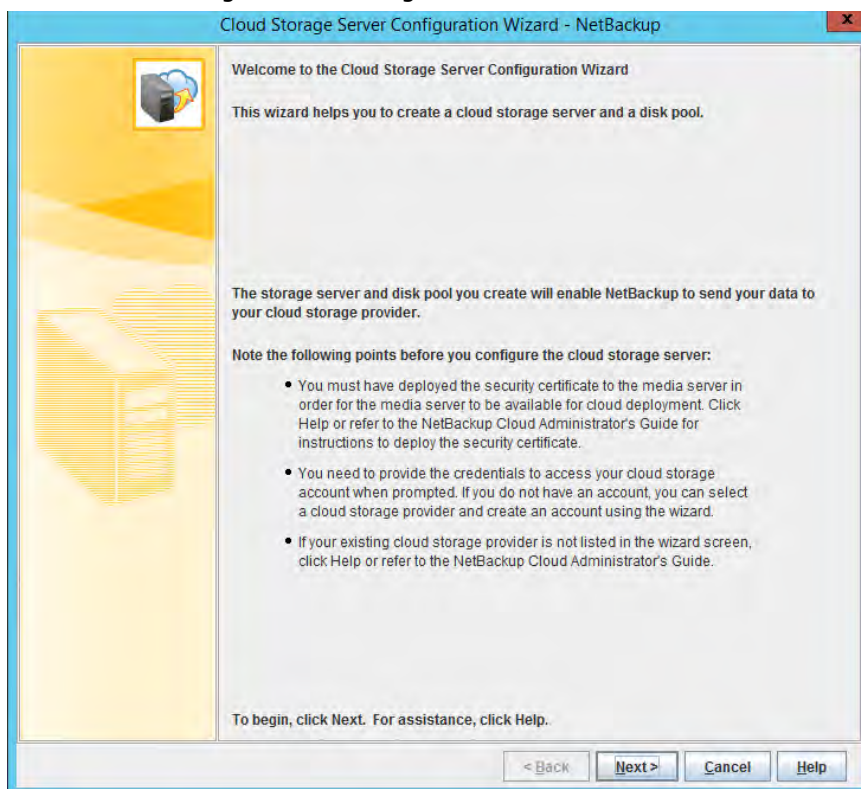 Cloud Storage Server Configuration Wizard - NetBackup
x
Welcome to the Cloud Storage Server Configuration Wizard
This wizard helps you to create a cloud storage server and a disk pool.
The storage server and disk pool you create will enable NetBackup to send your data to
your cloud storage provider.
Note the following points before you configure the cloud storage server:
• You must have deployed the security certificate to the media server in
order for the media server to be available for cloud deployment. Click
Help or refer to the NetBackup Cloud Administrator's Guide for
instructions to deploy the security certificate.
• You need to provide the credentials to access your cloud storage
account when prompted. If you do not have an account, you can select
a cloud storage provider and create an account using the wizard.
• If your existing cloud storage provider is not listed in the wizard screen,
click Help or refer to the NetBackup Cloud Administrator's Guide.
To begin, click Next. For assistance, click Help.
< Back Next > Cancel Help